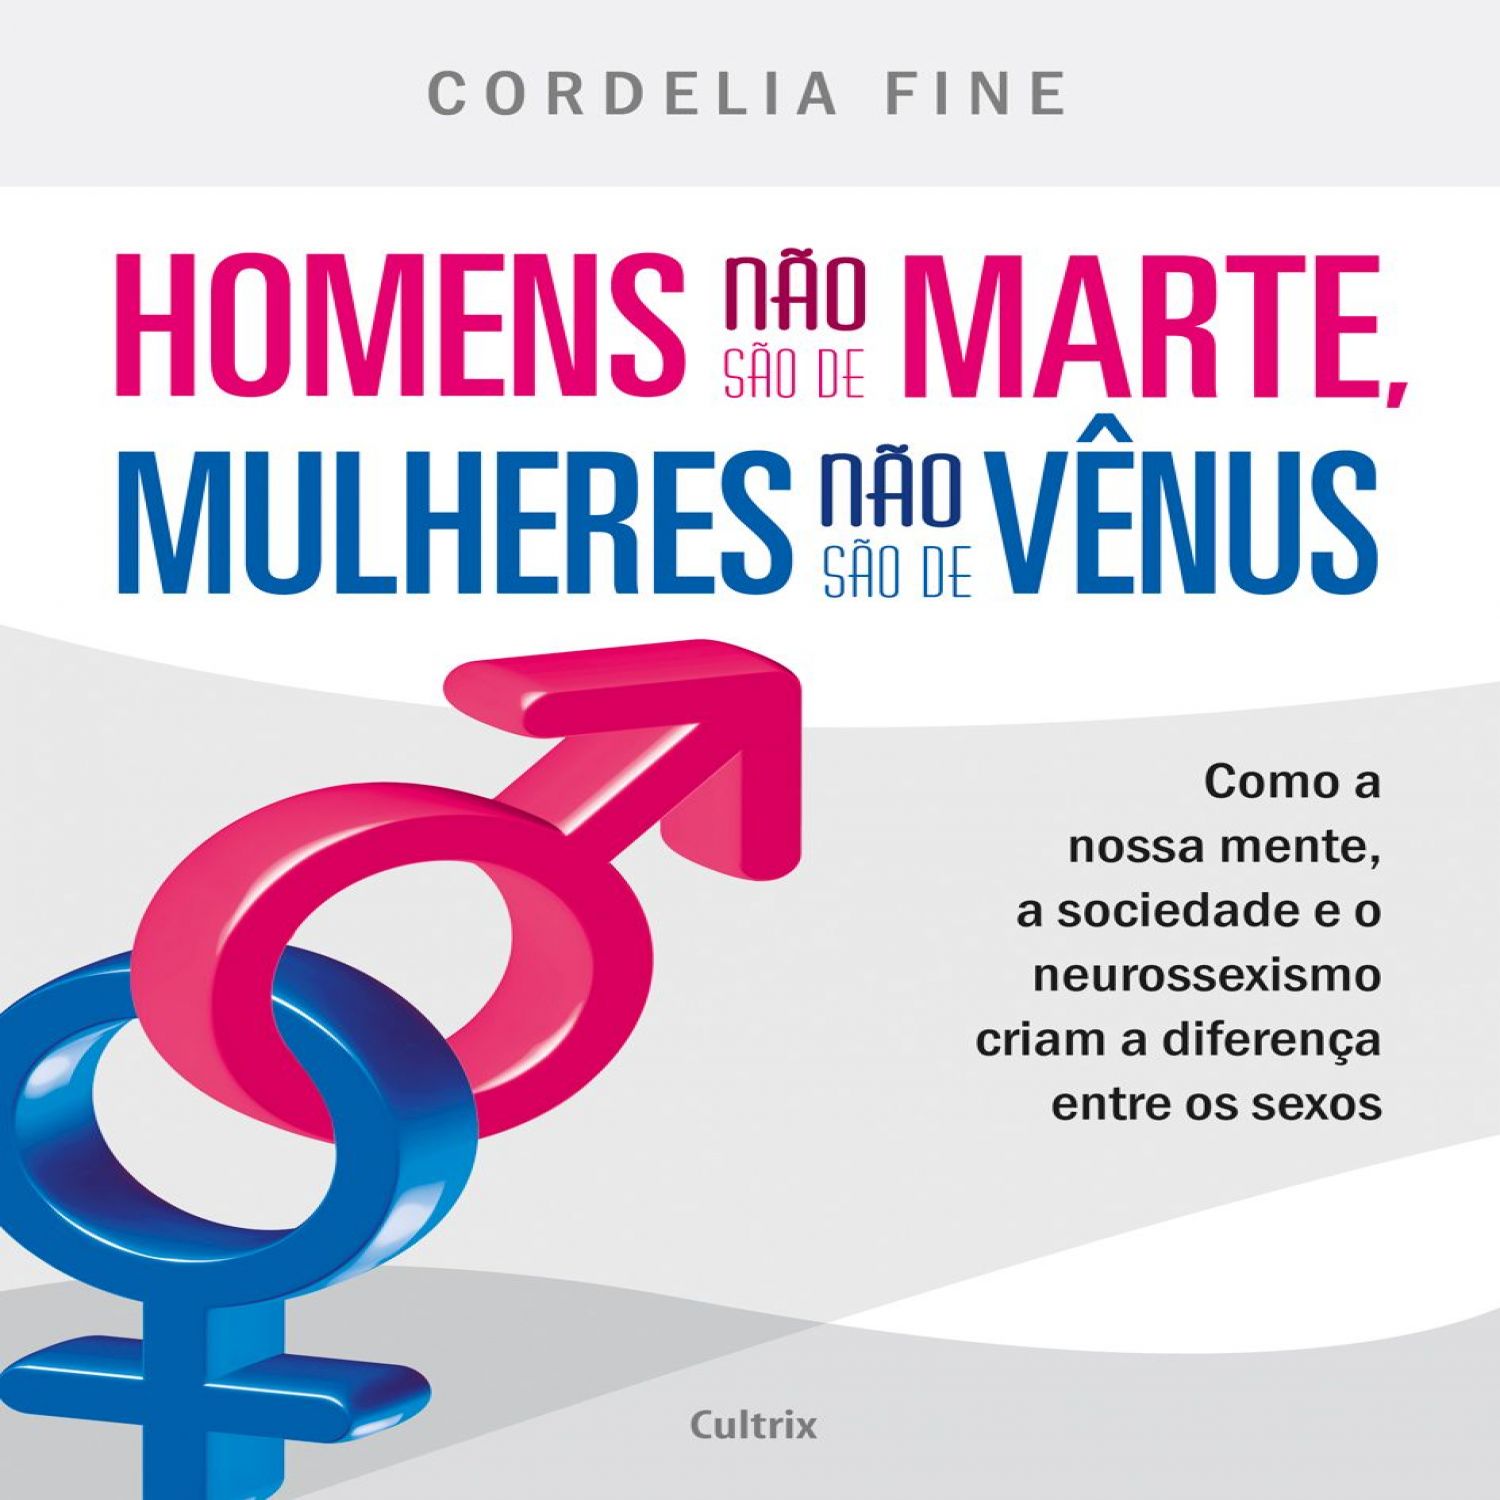 CORDELIA FINE
HOMENS NÃO SÃO DE MARTE,
MULHERES NÃO SÃO DE VÊNUS
Como a
nossa mente,
a sociedade e o
neurossexismo
criam a diferença
entre os sexos
Cultrix